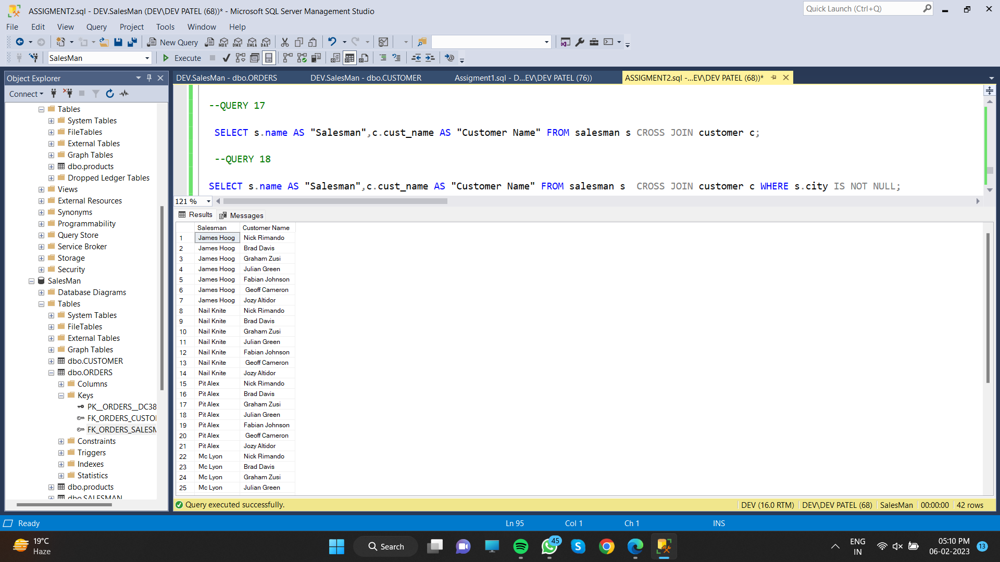 ASSIGMENT2.sql - DEV.SalesMan (DEV\DEV PATEL (68))* - Microsoft SQL Server Management Studio
Quick Launch (Ctrl+Q)
File Edit View Query Project Tools Window Help
New Query
MDX DMX XMLA DAX
SalesMan
Execute
Object Explorer
DEV.SalesMan - dbo.ORDERS
DEV.SalesMan - dbo.CUSTOMER
Assigment1.sql - D...EV\DEV PATEL (76))
ASSIGMENT2.sql -...EV\DEV PATEL (68))*
Connect
Tables
System Tables
FileTables
External Tables
Graph Tables
dbo.products
Dropped Ledger Tables
Views
External Resources
Synonyms
Programmability
Query Store
Service Broker
Storage
Security
SalesMan
Database Diagrams
Tables
System Tables
FileTables
External Tables
Graph Tables
dbo.CUSTOMER
dbo.ORDERS
Columns
Keys
PK__ORDERS__DC38
FK_ORDERS_CUSTO
FK_ORDERS_SALESM
Constraints
Triggers
Indexes
Statistics
dbo.products
dbo.SALESMAN
--QUERY 17
SELECT s.name AS "Salesman",c.cust_name AS "Customer Name" FROM salesman s CROSS JOIN customer c;
--QUERY 18
SELECT s.name AS "Salesman",c.cust_name AS "Customer Name" FROM salesman s  CROSS JOIN customer c WHERE s.city IS NOT NULL;
121 %
Results Messages
Salesman Customer Name
1 James Hoog Nick Rimando
2 James Hoog Brad Davis
3 James Hoog Graham Zusi
4 James Hoog Julian Green
5 James Hoog Fabian Johnson
6 James Hoog Geoff Cameron
7 James Hoog Jozy Altidor
8 Nail Knite Nick Rimando
9 Nail Knite Brad Davis
10 Nail Knite Graham Zusi
11 Nail Knite Julian Green
12 Nail Knite Fabian Johnson
13 Nail Knite Geoff Cameron
14 Nail Knite Jozy Altidor
15 Pit Alex Nick Rimando
16 Pit Alex Brad Davis
17 Pit Alex Graham Zusi
18 Pit Alex Julian Green
19 Pit Alex Fabian Johnson
20 Pit Alex Geoff Cameron
21 Pit Alex Jozy Altidor
22 Mc Lyon Nick Rimando
23 Mc Lyon Brad Davis
24 Mc Lyon Graham Zusi
25 Mc Lyon Julian Green
Query executed successfully.
DEV (16.0 RTM) DEV\DEV PATEL (68) SalesMan 00:00:00 42 rows
Ready
Ln 95 Col 1 Ch 1 INS
19°C
Haze
Search
45
ENG
IN
05:10 PM
06-02-2023
13